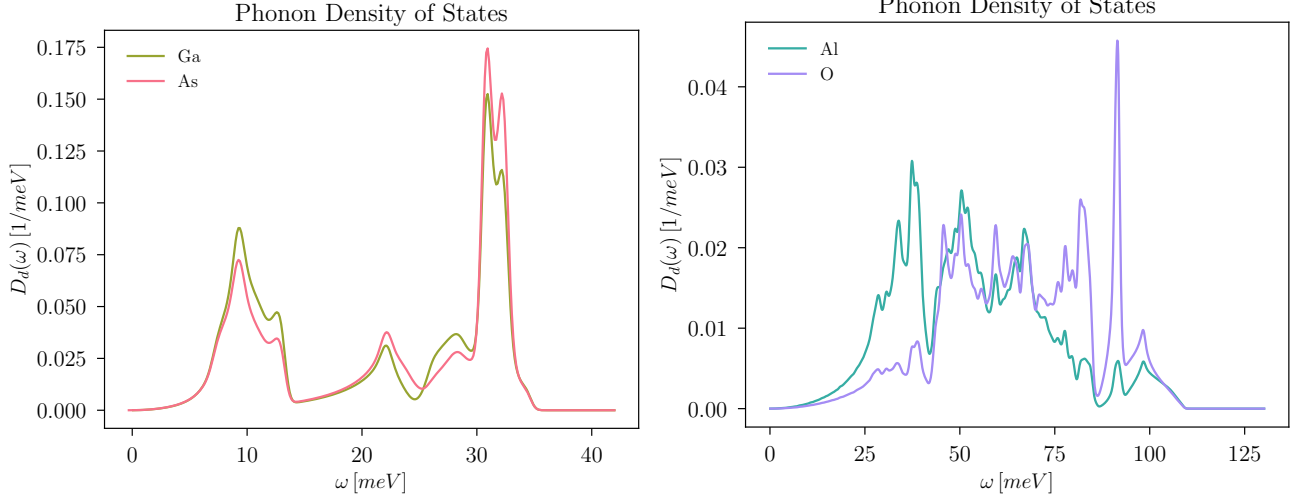 Phonon Density of States
Ga
As
0.175
0.150
0.125
0.100
0.075
0.050
0.025
0.000
D_d(ω) [1/meV]
0 10 20 30 40
ω [meV]
Phonon Density of States
Al
O
0.04
0.03
0.02
0.01
0.00
D_d(ω) [1/meV]
0 25 50 75 100 125
ω [meV]